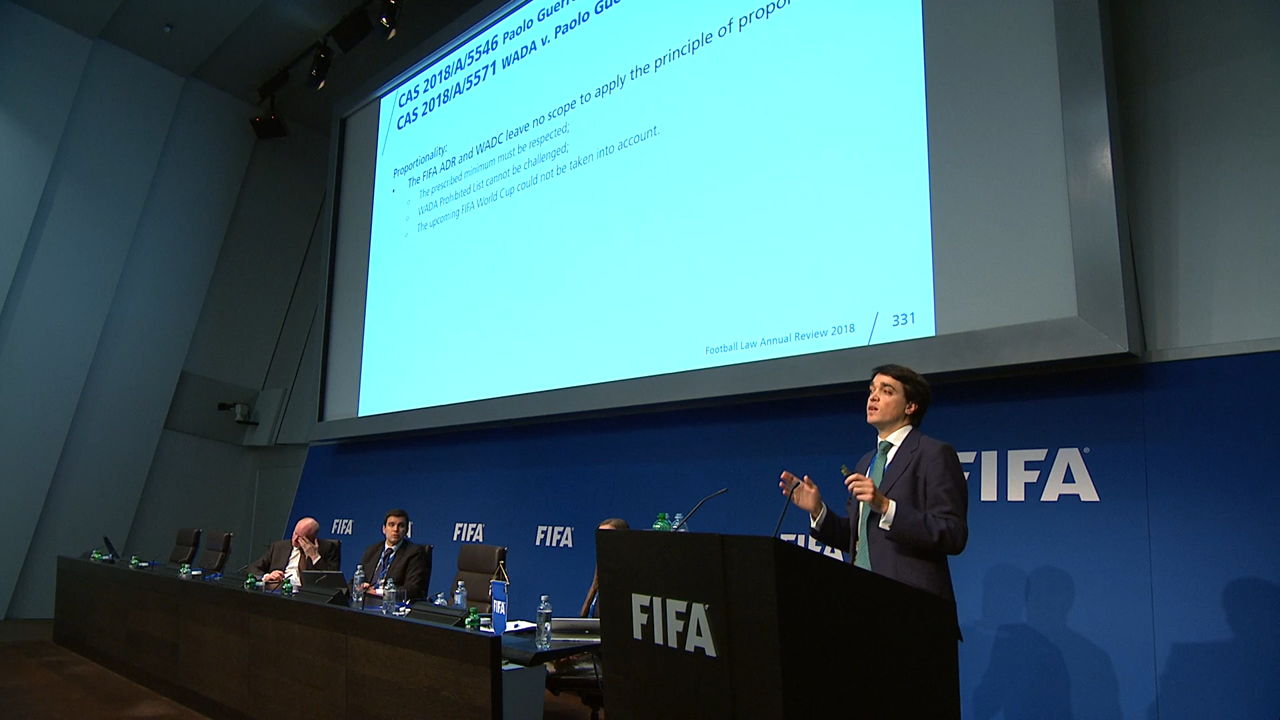 CAS 2018/A/5546 Paolo
CAS 2018/A/5571 WADA v. Paolo
Proportionality:
• The FIFA ADR and WADC leave no scope to apply the principle of
○ The prescribed minimum must be respected;
○ WADA Prohibited List cannot be challenged;
○ The upcoming FIFA World Cup could not be taken into account.
Football Law Annual Review 2018 / 331
FIFA
FIFA
FIFA
FIFA
FIFA
FIFA
FIFA